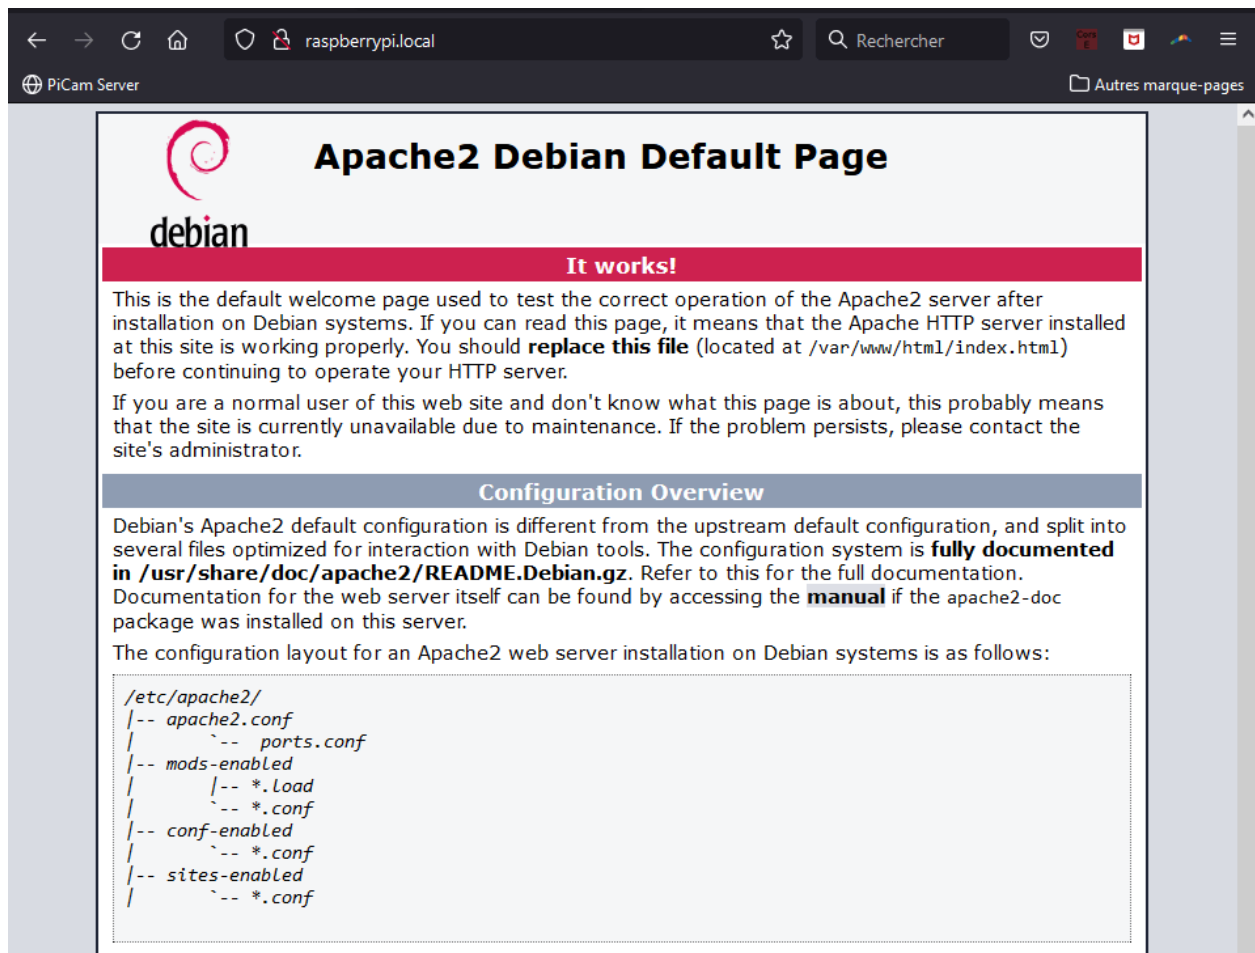 raspberrypi.local
Rechercher
Cors
E
PiCam Server
Autres marque-pages
debian
Apache2 Debian Default Page
It works!
This is the default welcome page used to test the correct operation of the Apache2 server after
installation on Debian systems. If you can read this page, it means that the Apache HTTP server installed
at this site is working properly. You should replace this file (located at /var/www/html/index.html)
before continuing to operate your HTTP server.
If you are a normal user of this web site and don't know what this page is about, this probably means
that the site is currently unavailable due to maintenance. If the problem persists, please contact the
site's administrator.
Configuration Overview
Debian's Apache2 default configuration is different from the upstream default configuration, and split into
several files optimized for interaction with Debian tools. The configuration system is fully documented
in /usr/share/doc/apache2/README.Debian.gz. Refer to this for the full documentation.
Documentation for the web server itself can be found by accessing the manual if the apache2-doc
package was installed on this server.
The configuration layout for an Apache2 web server installation on Debian systems is as follows:
/etc/apache2/
|-- apache2.conf
|       `--  ports.conf
|-- mods-enabled
|       |-- *.load
|       `-- *.conf
|-- conf-enabled
|       `-- *.conf
|-- sites-enabled
|       `-- *.conf